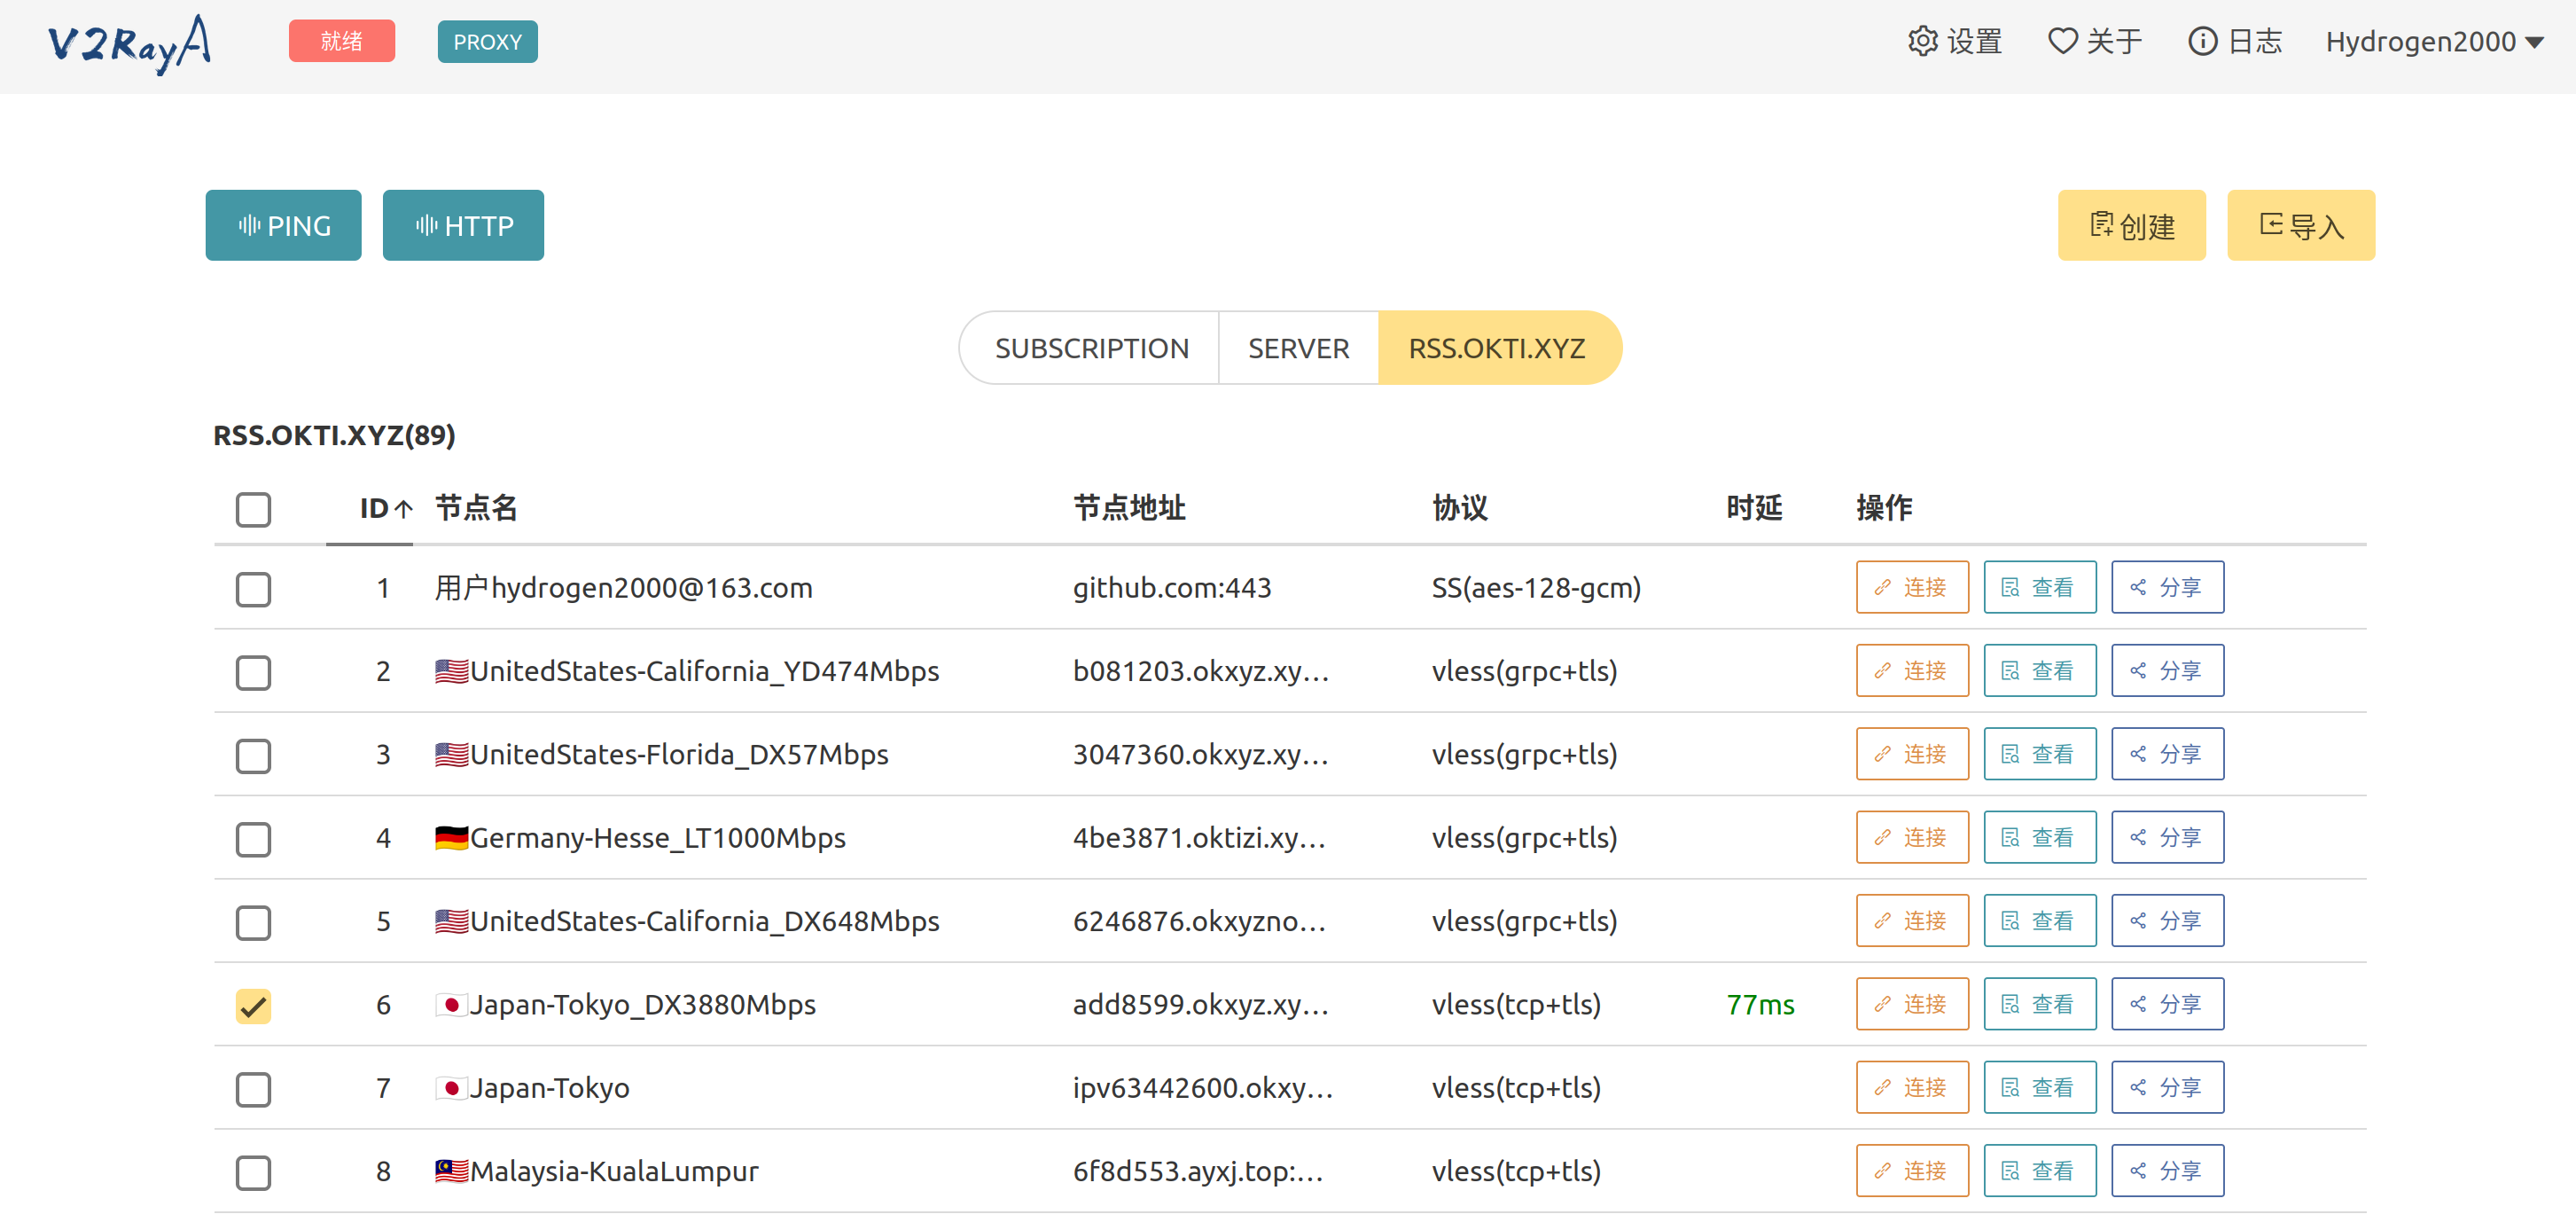 V2RayA 就绪 PROXY 设置 关于 日志 Hydrogen2000
PING HTTP 创建 导入
SUBSCRIPTION SERVER RSS.OKTI.XYZ
RSS.OKTI.XYZ(89)
ID 节点名 节点地址 协议 时延 操作
1 用户hydrogen2000@163.com github.com:443 SS(aes-128-gcm) 连接 查看 分享
2 UnitedStates-California_YD474Mbps b081203.okxyz.xy... vless(grpc+tls) 连接 查看 分享
3 UnitedStates-Florida_DX57Mbps 3047360.okxyz.xy... vless(grpc+tls) 连接 查看 分享
4 Germany-Hesse_LT1000Mbps 4be3871.oktizi.xy... vless(grpc+tls) 连接 查看 分享
5 UnitedStates-California_DX648Mbps 6246876.okxyzno... vless(grpc+tls) 连接 查看 分享
6 Japan-Tokyo_DX3880Mbps add8599.okxyz.xy... vless(tcp+tls) 77ms 连接 查看 分享
7 Japan-Tokyo ipv63442600.okxy... vless(tcp+tls) 连接 查看 分享
8 Malaysia-KualaLumpur 6f8d553.ayxj.top:... vless(tcp+tls) 连接 查看 分享